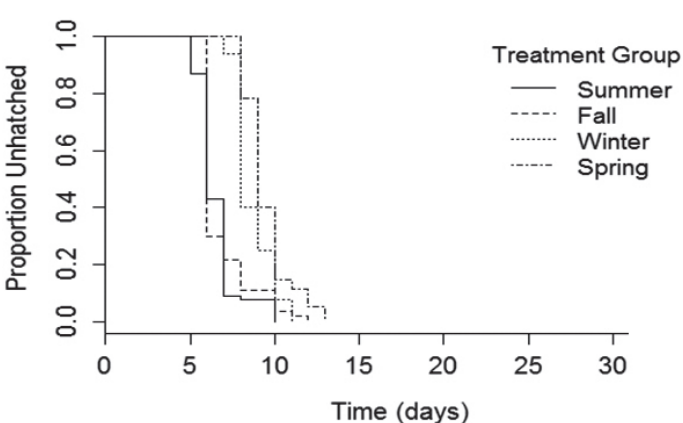 Proportion Unhatched
1.0
0.8
0.6
0.4
0.2
0.0
0 5 10 15 20 25 30
Time (days)
Treatment Group
Summer
Fall
Winter
Spring